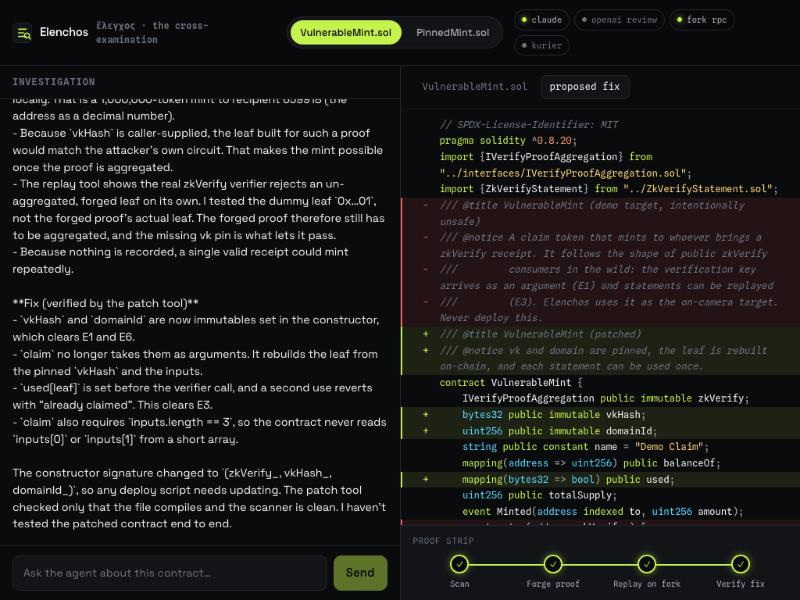 Elenchos
ἔλεγχος · the cross-
examination
VulnerableMint.sol
PinnedMint.sol
claude
openai review
fork rpc
kurier
INVESTIGATION
locally. That is a 1,000,000-token mint to recipient 659918 (the
address as a decimal number).
- Because `vkHash` is caller-supplied, the leaf built for such a proof
would match the attacker's own circuit. That makes the mint possible
once the proof is aggregated.
- The replay tool shows the real zkVerify verifier rejects an un-
aggregated, forged leaf on its own. I tested the dummy leaf `0x…01`,
not the forged proof's actual leaf. The forged proof therefore still has
to be aggregated, and the missing vk pin is what lets it pass.
- Because nothing is recorded, a single valid receipt could mint
repeatedly.
**Fix (verified by the patch tool)**
- `vkHash` and `domainId` are now immutables set in the constructor,
which clears E1 and E6.
- `claim` no longer takes them as arguments. It rebuilds the leaf from
the pinned `vkHash` and the inputs.
- `used[leaf]` is set before the verifier call, and a second use reverts
with "already claimed". This clears E3.
- `claim` also requires `inputs.length == 3`, so the contract never reads
`inputs[0]` or `inputs[1]` from a short array.
The constructor signature changed to `(zkVerify_, vkHash_,
domainId_)`, so any deploy script needs updating. The patch tool
checked only that the file compiles and the scanner is clean. I haven't
tested the patched contract end to end.
Ask the agent about this contract…
Send
VulnerableMint.sol
proposed fix
// SPDX-License-Identifier: MIT
pragma solidity ^0.8.20;
import {IVerifyProofAggregation} from
"../interfaces/IVerifyProofAggregation.sol";
import {ZkVerifyStatement} from "../ZkVerifyStatement.sol";
- /// @title VulnerableMint (demo target, intentionally
unsafe)
- /// @notice A claim token that mints to whoever brings a
zkVerify receipt. It follows the shape of public zkVerify
- /// consumers in the wild: the verification key
arrives as an argument (E1) and statements can be replayed
- /// (E3). Elenchos uses it as the on-camera target.
Never deploy this.
+ /// @title VulnerableMint (patched)
+ /// @notice vk and domain are pinned, the leaf is rebuilt
on-chain, and each statement can be used once.
contract VulnerableMint {
IVerifyProofAggregation public immutable zkVerify;
+ bytes32 public immutable vkHash;
+ uint256 public immutable domainId;
string public constant name = "Demo Claim";
mapping(address => uint256) public balanceOf;
+ mapping(bytes32 => bool) public used;
uint256 public totalSupply;
event Minted(address indexed to, uint256 amount);
PROOF STRIP
Scan
Forge proof
Replay on fork
Verify fix